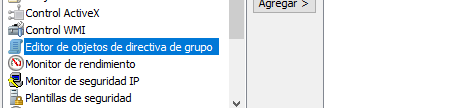 Control ActiveX
Agregar >
Control WMI
Editor de objetos de directiva de grupo
Monitor de rendimiento
Monitor de seguridad IP
Plantillas de seguridad